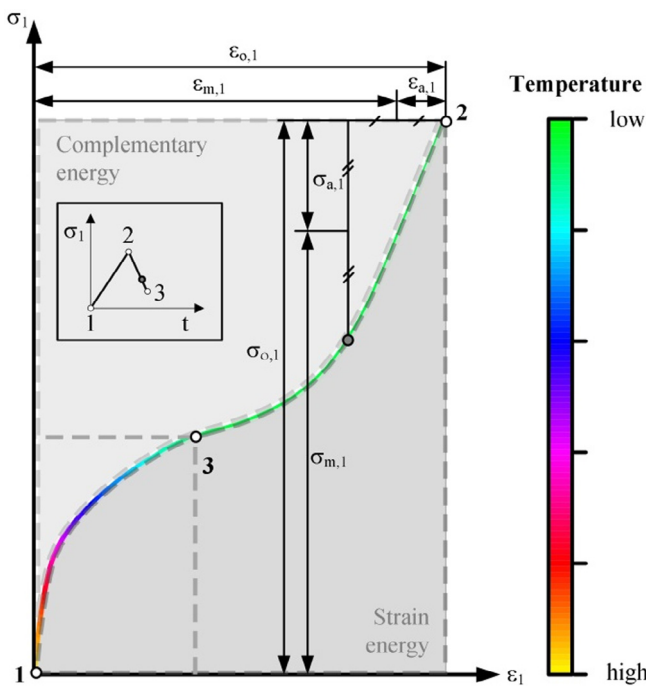 σ₁
εₒ,₁
εₘ,₁
εₐ,₁
Temperature
2
low
Complementary
energy
σₐ,₁
σ₁
2
3
1
t
σₒ,₁
σₘ,₁
3
Strain
energy
1
ε₁
high